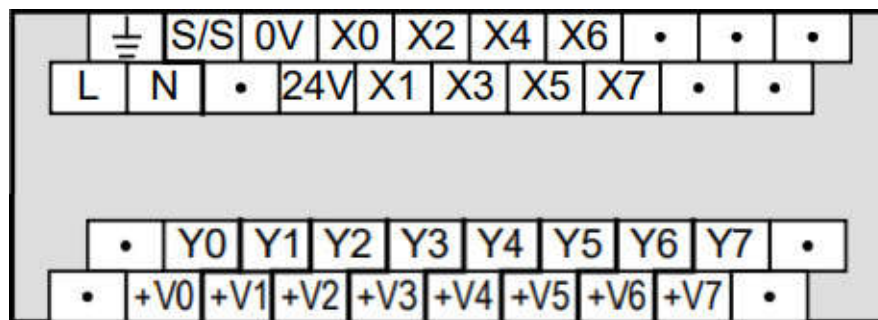 S/S 0V X0 X2 X4 X6 • • •
L N • 24V X1 X3 X5 X7 • •
• Y0 Y1 Y2 Y3 Y4 Y5 Y6 Y7 •
• +V0 +V1 +V2 +V3 +V4 +V5 +V6 +V7 •